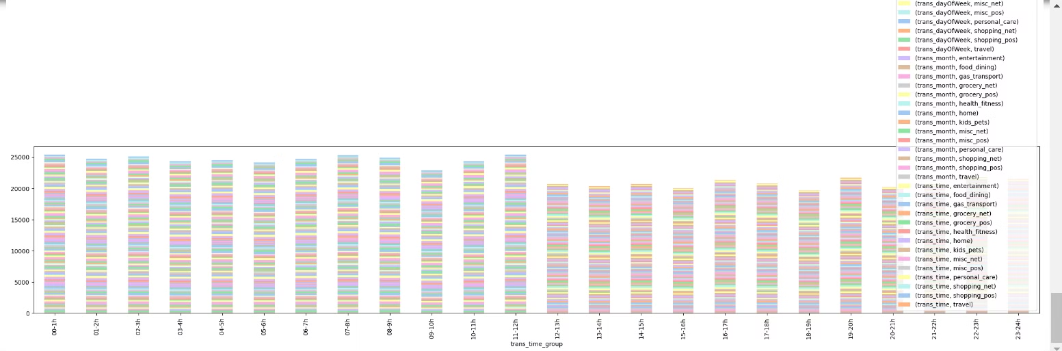 (trans_dayOfWeek, misc_net)
(trans_dayOfWeek, misc_pos)
(trans_dayOfWeek, personal_care)
(trans_dayOfWeek, shopping_net)
(trans_dayOfWeek, shopping_pos)
(trans_dayOfWeek, travel)
(trans_month, entertainment)
(trans_month, food_dining)
(trans_month, gas_transport)
(trans_month, grocery_net)
(trans_month, grocery_pos)
(trans_month, health_fitness)
(trans_month, home)
(trans_month, kids_pets)
(trans_month, misc_net)
(trans_month, misc_pos)
(trans_month, personal_care)
(trans_month, shopping_net)
(trans_month, shopping_pos)
(trans_month, travel)
(trans_time, entertainment)
(trans_time, food_dining)
(trans_time, gas_transport)
(trans_time, grocery_net)
(trans_time, grocery_pos)
(trans_time, health_fitness)
(trans_time, home)
(trans_time, kids_pets)
(trans_time, misc_net)
(trans_time, misc_pos)
(trans_time, personal_care)
(trans_time, shopping_net)
(trans_time, shopping_pos)
(trans_time, travel)
25000
20000
15000
10000
5000
0
00-1h
01-2h
02-3h
03-4h
04-5h
05-6h
06-7h
07-8h
08-9h
09-10h
10-11h
11-12h
12-13h
13-14h
14-15h
15-16h
16-17h
17-18h
18-19h
19-20h
20-21h
21-22h
22-23h
23-24h
trans_time_group